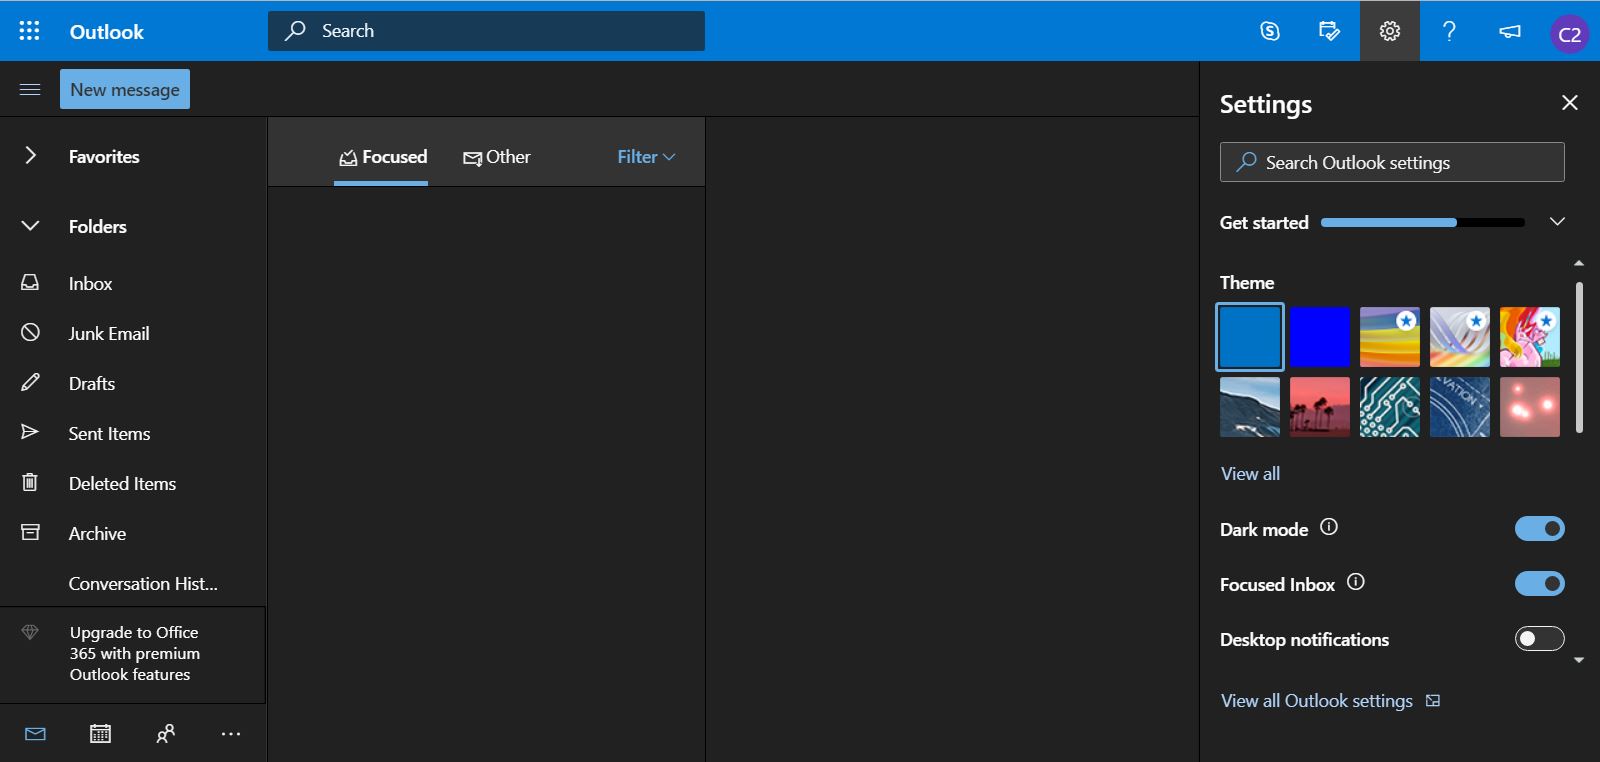 Outlook
Search
C2
New message
Favorites
Folders
Inbox
Junk Email
Drafts
Sent Items
Deleted Items
Archive
Conversation Hist...
Upgrade to Office
365 with premium
Outlook features
Focused
Other
Filter
Settings
Search Outlook settings
Get started
Theme
VATION
View all
Dark mode
Focused Inbox
Desktop notifications
View all Outlook settings